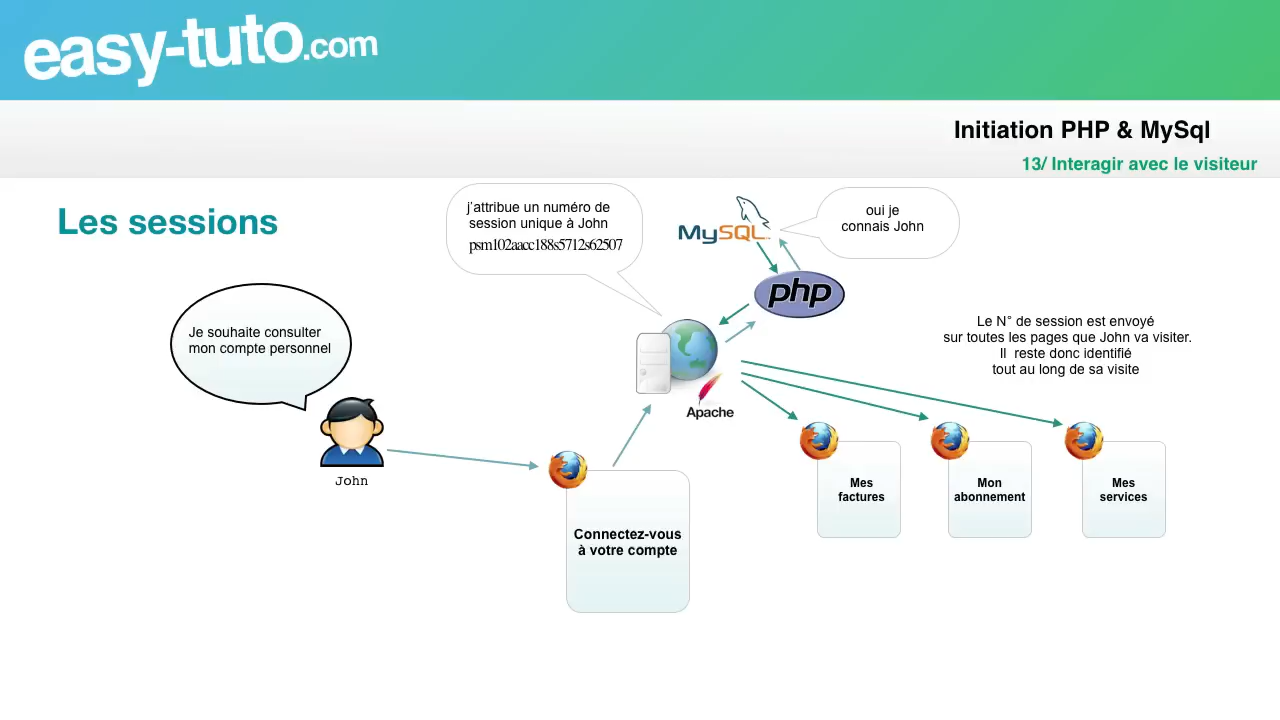 easy-tuto.com
Initiation PHP & MySql
13/ Interagir avec le visiteur
Les sessions
j'attribue un numéro de
session unique à John
psm102aacc188s5712s62507
MySQL
oui je
connais John
php
Je souhaite consulter
mon compte personnel
Le N° de session est envoyé
sur toutes les pages que John va visiter.
Il reste donc identifié
tout au long de sa visite
Apache
John
Connectez-vous
à votre compte
Mes
factures
Mon
abonnement
Mes
services